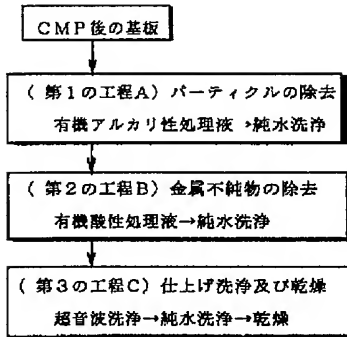 CMP後の基板
(第1の工程A) パーティクルの除去
有機アルカリ性処理液→純水洗浄
(第2の工程B) 金属不純物の除去
有機酸性処理液→純水洗浄
(第3の工程C) 仕上げ洗浄及び乾燥
超音波洗浄→純水洗浄→乾燥